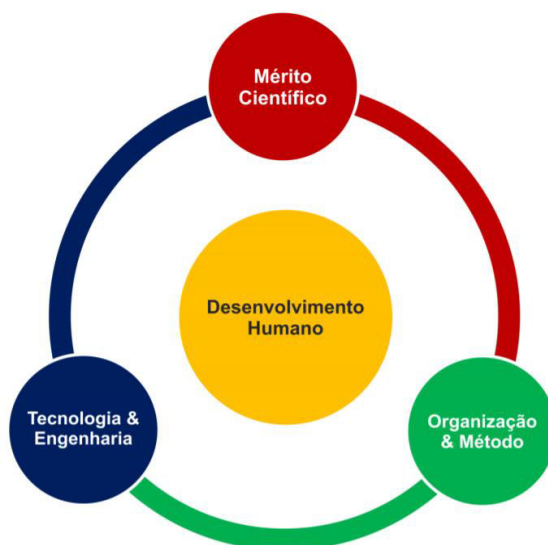 Mérito
Científico
Desenvolvimento
Humano
Tecnologia &
Engenharia
Organização
& Método